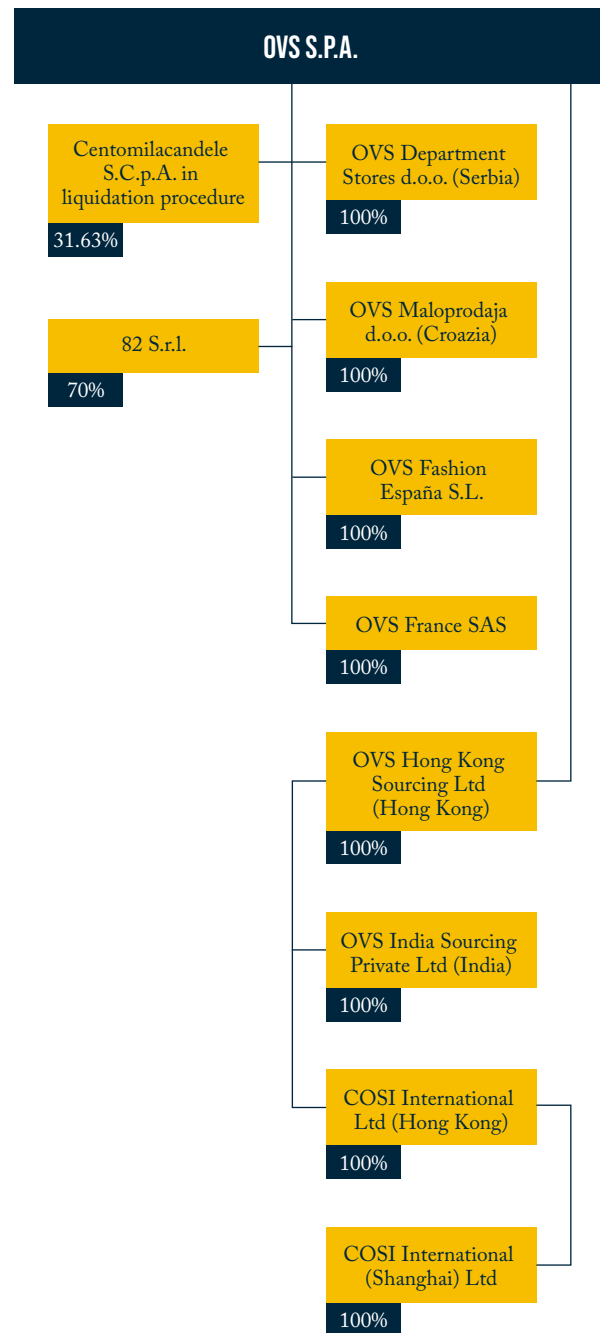 OVS S.P.A.
Centomilacandele
S.C.p.A. in
liquidation procedure
31.63%
OVS Department
Stores d.o.o. (Serbia)
100%
82 S.r.l.
70%
OVS Maloprodaja
d.o.o. (Croazia)
100%
OVS Fashion
España S.L.
100%
OVS France SAS
100%
OVS Hong Kong
Sourcing Ltd
(Hong Kong)
100%
OVS India Sourcing
Private Ltd (India)
100%
COSI International
Ltd (Hong Kong)
100%
COSI International
(Shanghai) Ltd
100%